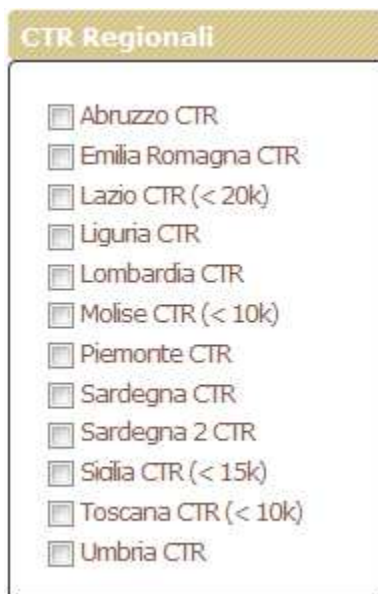 CTR Regionali
Abruzzo CTR
Emilia Romagna CTR
Lazio CTR (< 20k)
Liguria CTR
Lombardia CTR
Molise CTR (< 10k)
Piemonte CTR
Sardegna CTR
Sardegna 2 CTR
Sicilia CTR (< 15k)
Toscana CTR (< 10k)
Umbria CTR